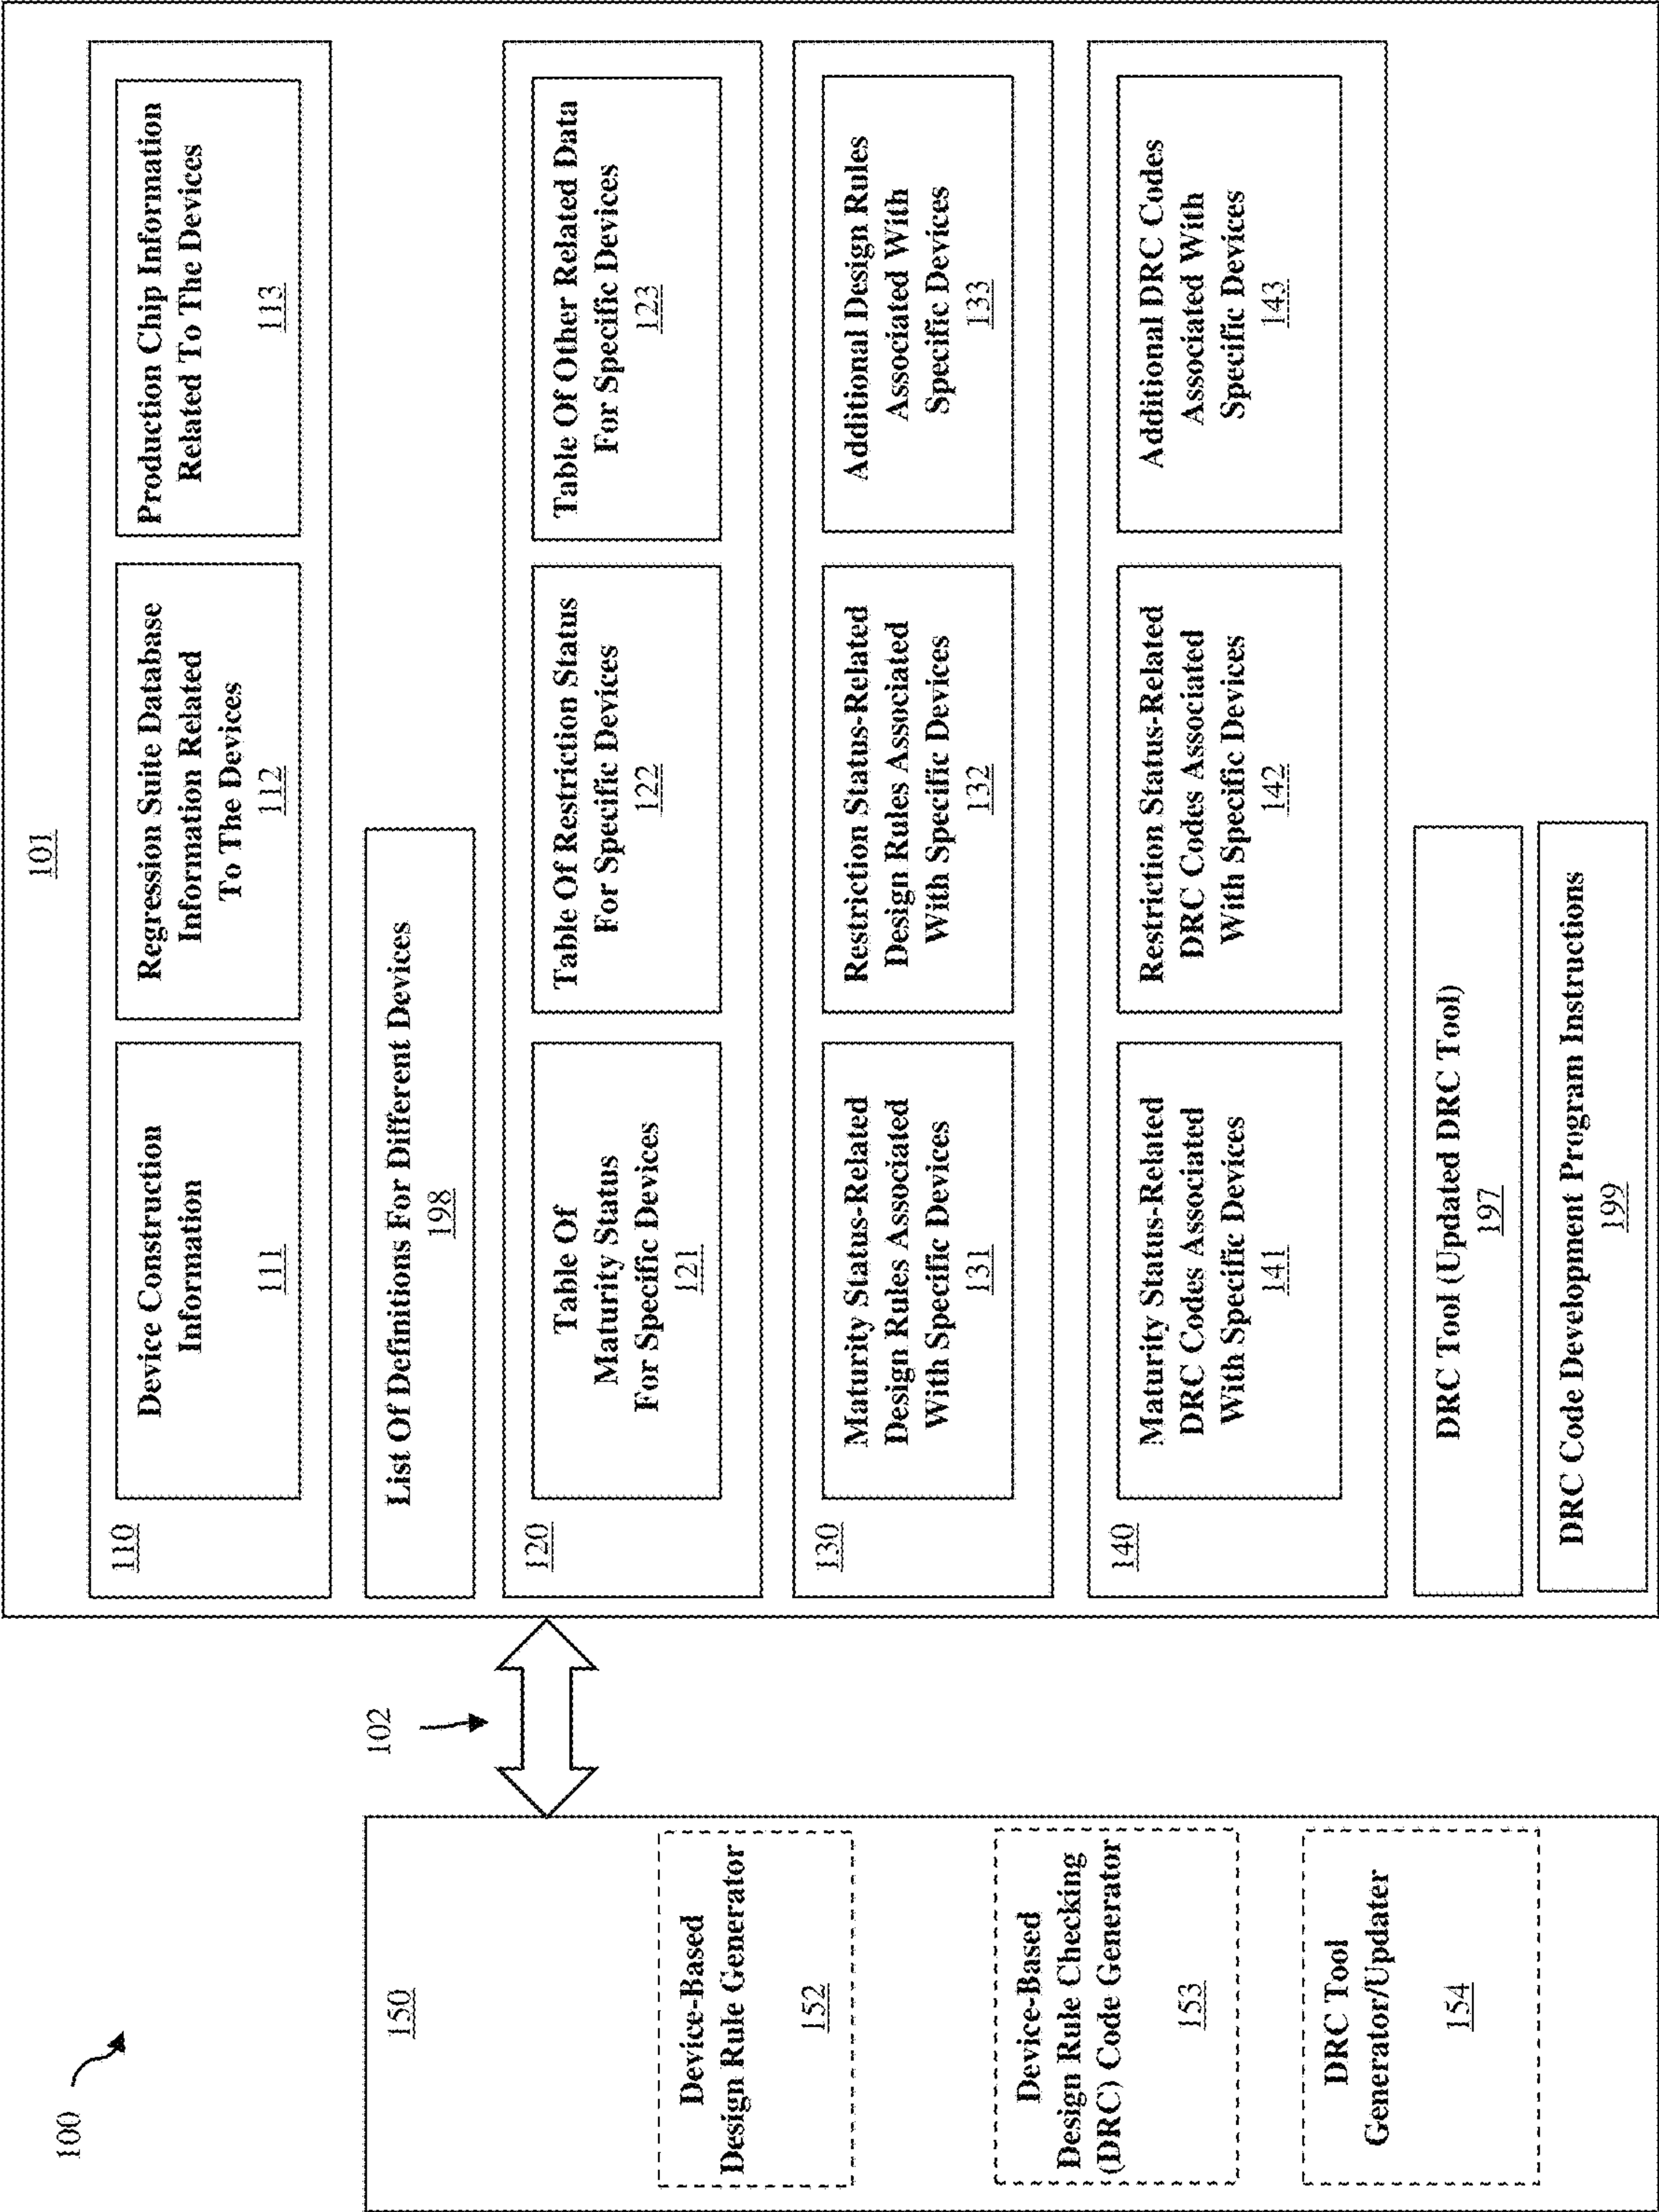 100
150
Device-Based
Design Rule Generator
152
Device-Based
Design Rule Checking
(DRC) Code Generator
153
DRC Tool
Generator/Updater
154
102
101
110
Device Construction
Information
111
Regression Suite Database
Information Related
To The Devices
112
Production Chip Information
Related To The Devices
113
List Of Definitions For Different Devices
198
120
Table Of
Maturity Status
For Specific Devices
121
Table Of Restriction Status
For Specific Devices
122
Table Of Other Related Data
For Specific Devices
123
130
Maturity Status-Related
Design Rules Associated
With Specific Devices
131
Restriction Status-Related
Design Rules Associated
With Specific Devices
132
Additional Design Rules
Associated With
Specific Devices
133
140
Maturity Status-Related
DRC Codes Associated
With Specific Devices
141
Restriction Status-Related
DRC Codes Associated
With Specific Devices
142
Additional DRC Codes
Associated With
Specific Devices
143
DRC Tool (Updated DRC Tool)
197
DRC Code Development Program Instructions
199